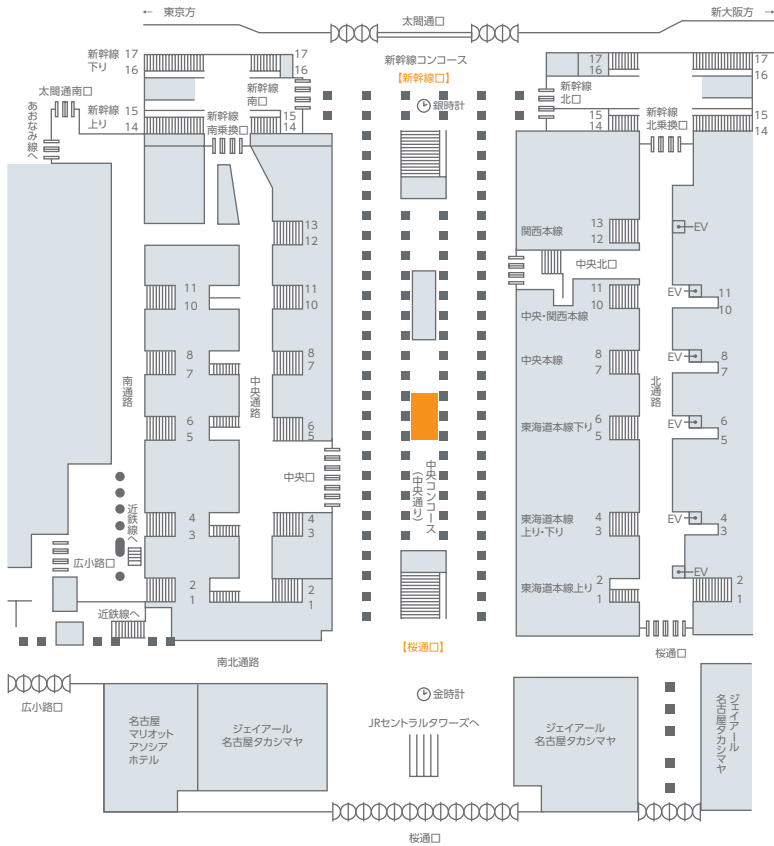 ← 東京方
太閤通口
新大阪方 →
新幹線
下り
17
16
17
16
新幹線コンコース
【新幹線口】
17
16
17
16
太閤通南口
新幹線
南口
新幹線
北口
あおなみ線へ
新幹線
上り
15
14
新幹線
南乗換口
15
14
銀時計
15
14
新幹線
北乗換口
15
14
13
12
関西本線
13
12
EV
中央北口
11
10
11
10
11
10
EV
11
10
中央・関西本線
8
7
8
7
中央本線
8
7
EV
8
7
南通路
中央通路
北通路
6
5
6
5
東海道本線下り
6
5
EV
6
5
中央口
中央コンコース
(中央通り)
近鉄線へ
4
3
4
3
東海道本線
上り・下り
4
3
EV
4
3
広小路口
2
1
2
1
東海道本線上り
2
1
EV
2
1
近鉄線へ
【桜通口】
桜通口
南北通路
金時計
広小路口
名古屋
マリオット
アソシア
ホテル
ジェイアール
名古屋タカシマヤ
JRセントラルタワーズへ
ジェイアール
名古屋タカシマヤ
ジェイアール
名古屋タカシマヤ
桜通口